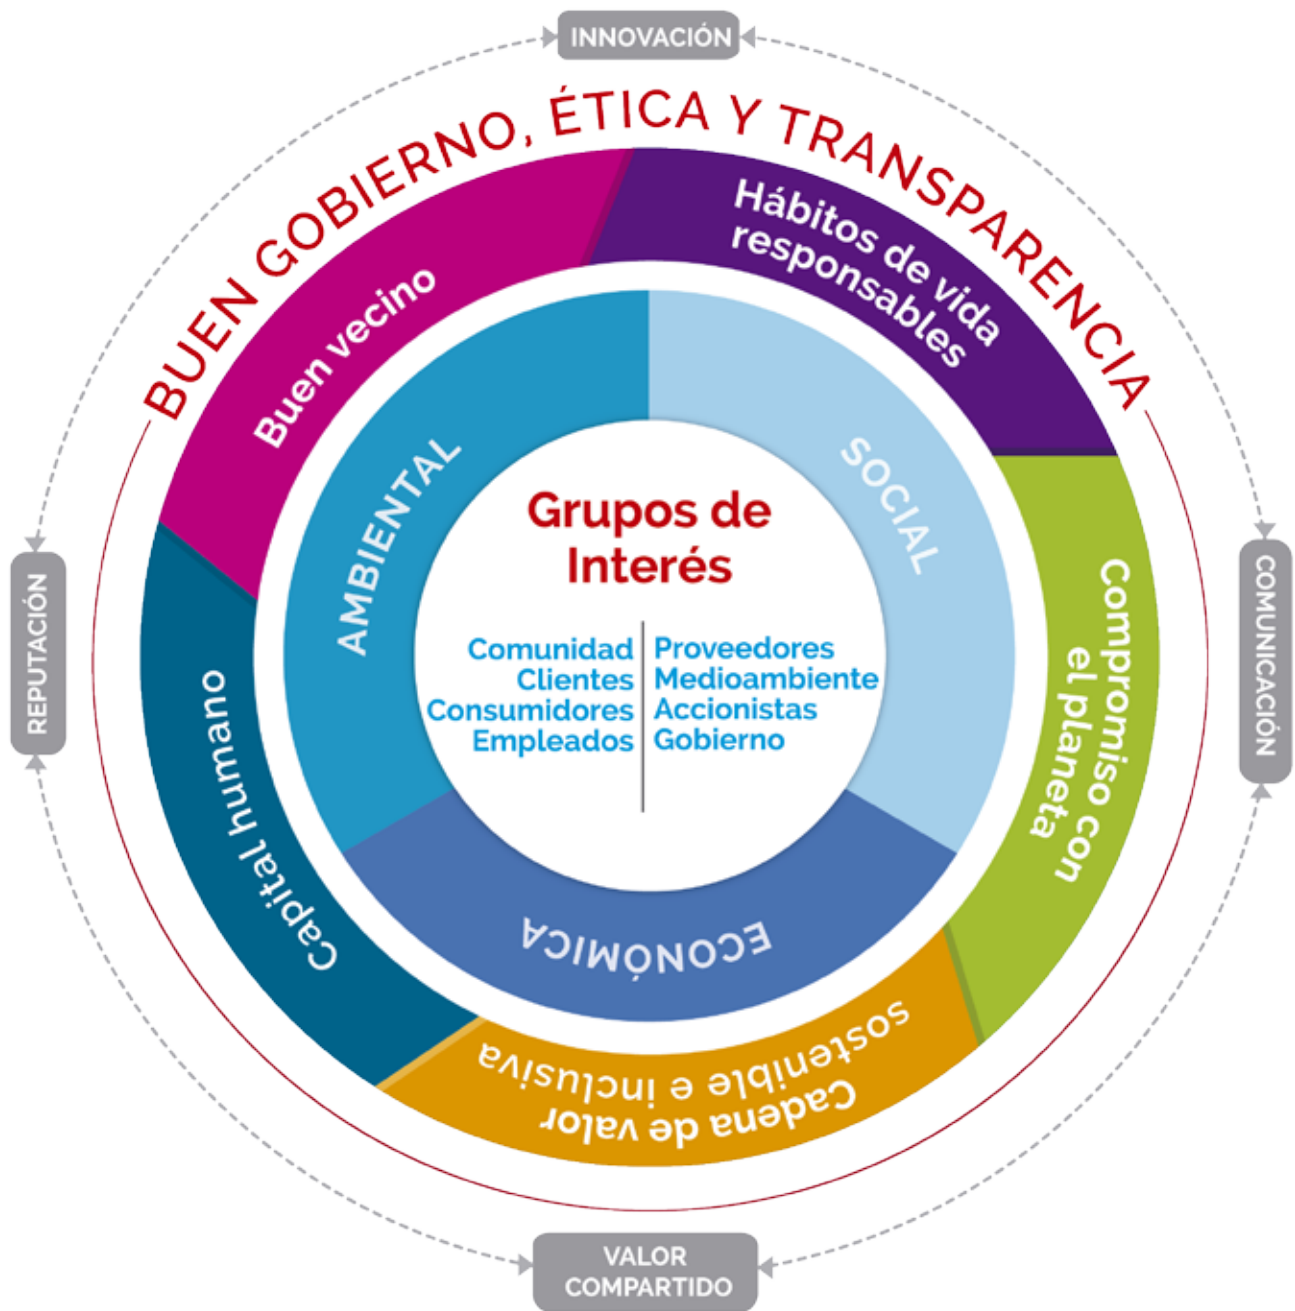 INNOVACIÓN
BUEN GOBIERNO, ÉTICA Y TRANSPARENCIA
Buen vecino
Hábitos de vida
responsables
AMBIENTAL
SOCIAL
Grupos de
Interés
Comunidad
Clientes
Consumidores
Empleados
Proveedores
Medioambiente
Accionistas
Gobierno
REPUTACIÓN
COMUNICACIÓN
Compromiso con
el planeta
Capital humano
ECONÓMICA
Cadena de valor
sostenible e inclusiva
VALOR
COMPARTIDO